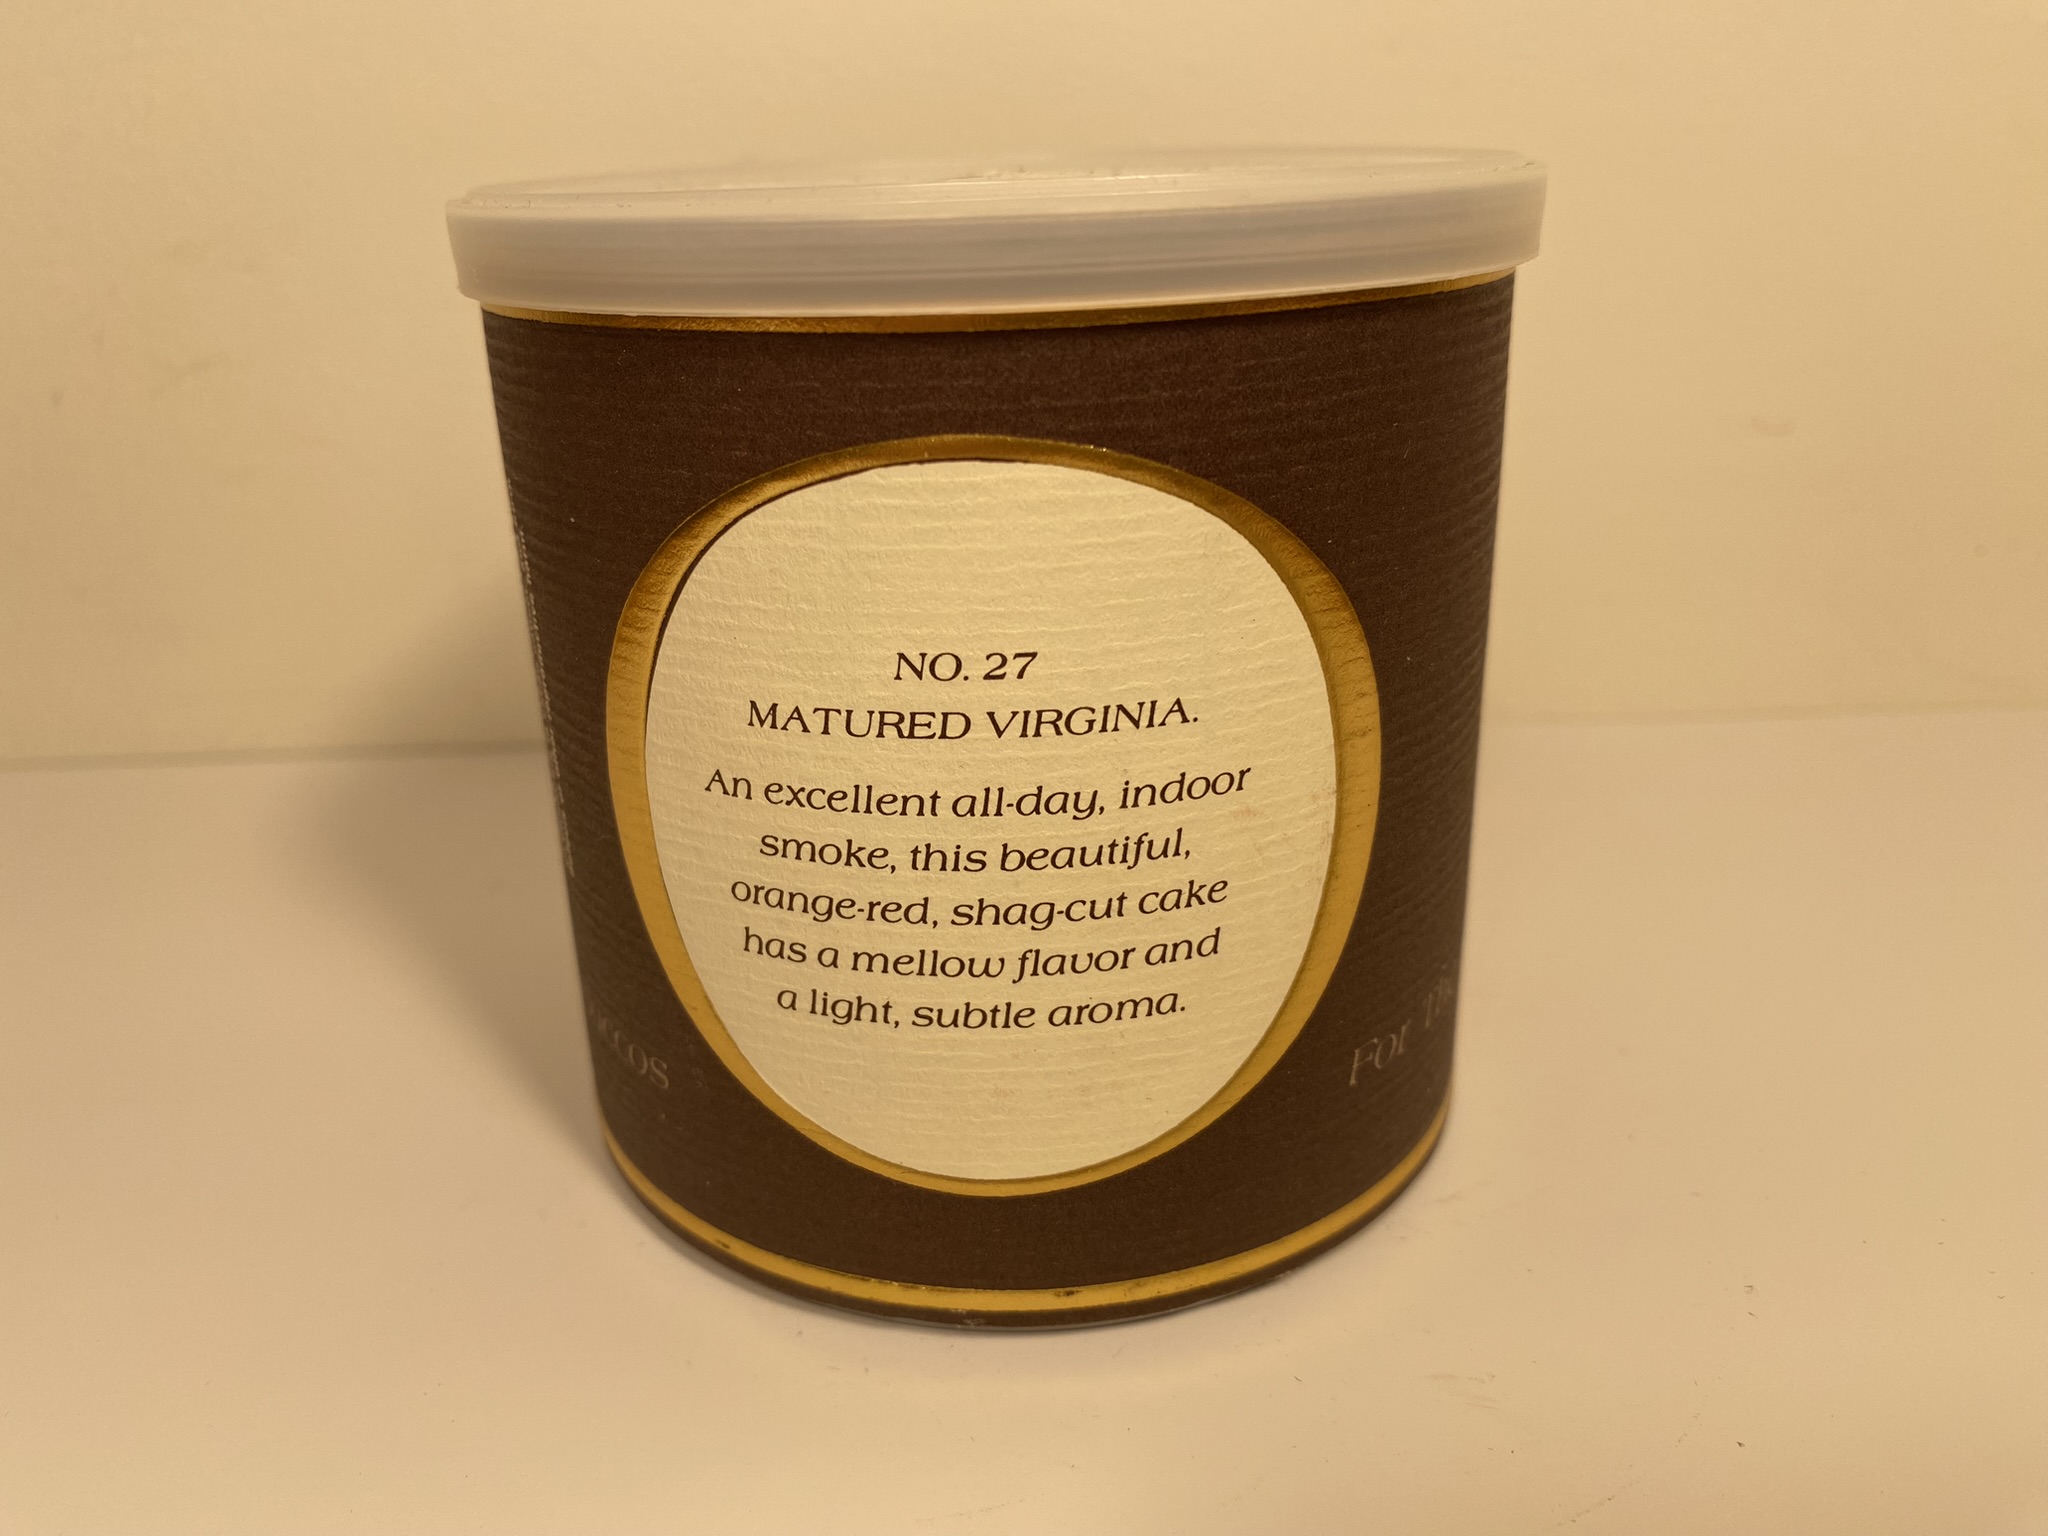 NO. 27
MATURED VIRGINIA.
An excellent all-day, indoor
smoke, this beautiful,
orange-red, shag-cut cake
has a mellow flavor and
a light, subtle aroma.
For